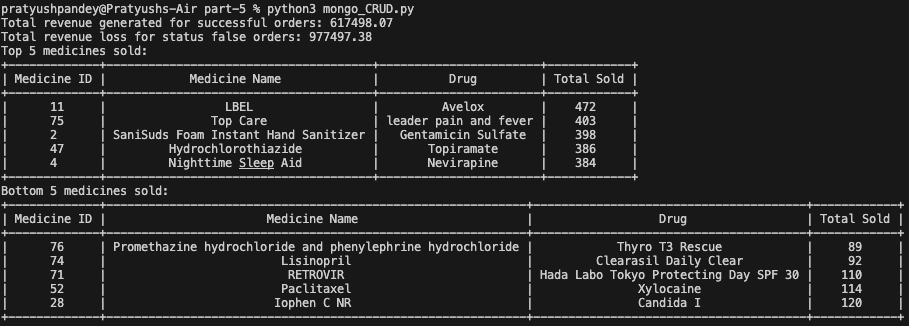 pratyushpandey@Pratyushs-Air part-5 % python3 mongo_CRUD.py
Total revenue generated for successful orders: 617498.07
Total revenue loss for status false orders: 977497.38
Top 5 medicines sold:
| Medicine ID | Medicine Name | Drug | Total Sold |
| 11 | LBEL | Avelox | 472 |
| 75 | Top Care | leader pain and fever | 403 |
| 2 | SaniSuds Foam Instant Hand Sanitizer | Gentamicin Sulfate | 398 |
| 47 | Hydrochlorothiazide | Topiramate | 386 |
| 4 | Nighttime Sleep Aid | Nevirapine | 384 |
Bottom 5 medicines sold:
| Medicine ID | Medicine Name | Drug | Total Sold |
| 76 | Promethazine hydrochloride and phenylephrine hydrochloride | Thyro T3 Rescue | 89 |
| 74 | Lisinopril | Clearasil Daily Clear | 92 |
| 71 | RETROVIR | Hada Labo Tokyo Protecting Day SPF 30 | 110 |
| 52 | Paclitaxel | Xylocaine | 114 |
| 28 | Iophen C NR | Candida I | 120 |